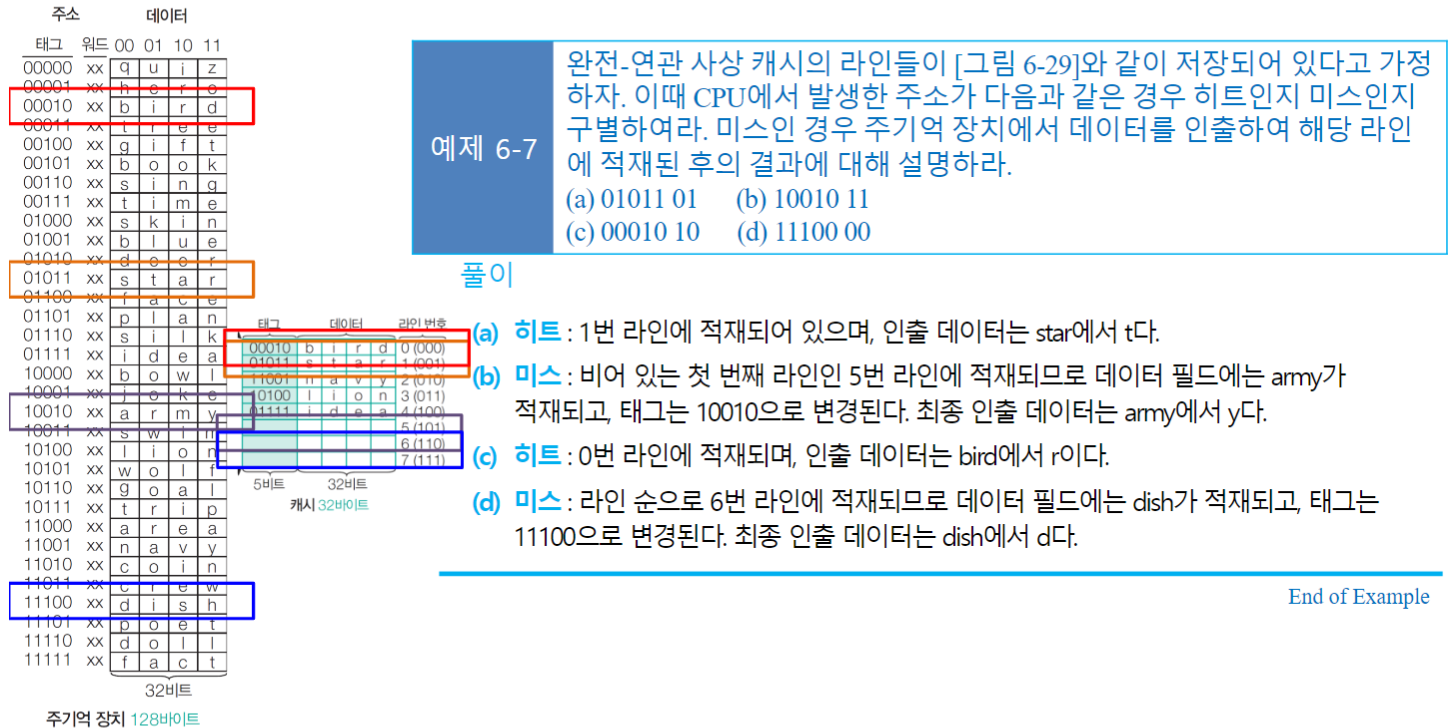 주소 데이터
태그 워드 00 01 10 11
00000 xx q u i z
00001 xx h e r o
00010 xx b i r d
00011 xx t r e e
00100 xx g i f t
00101 xx b o o k
00110 xx s i n g
00111 xx t i m e
01000 xx s k i n
01001 xx b l u e
01010 xx d e e r
01011 xx s t a r
01100 xx f a c e
01101 xx p l a n
01110 xx s i l k
01111 xx i d e a
10000 xx b o w l
10001 xx j o k e
10010 xx a r m y
10011 xx s w i m
10100 xx l i o n
10101 xx w o l f
10110 xx g o a l
10111 xx t r i p
11000 xx a r e a
11001 xx n a v y
11010 xx c o i n
11011 xx c r e w
11100 xx d i s h
11101 xx p o e t
11110 xx d o l l
11111 xx f a c t
32비트
주기억 장치 128바이트
태그 데이터 라인 번호
00010 b i r d 0 (000)
01011 s t a r 1 (001)
11001 n a v y 2 (010)
10100 l i o n 3 (011)
01111 i d e a 4 (100)
5 (101)
6 (110)
7 (111)
5비트 32비트
캐시 32바이트
예제 6-7
완전-연관 사상 캐시의 라인들이 [그림 6-29]와 같이 저장되어 있다고 가정
하자. 이때 CPU에서 발생한 주소가 다음과 같은 경우 히트인지 미스인지
구별하여라. 미스인 경우 주기억 장치에서 데이터를 인출하여 해당 라인
에 적재된 후의 결과에 대해 설명하라.
(a) 01011 01 (b) 10010 11
(c) 00010 10 (d) 11100 00
풀이
(a) 히트 : 1번 라인에 적재되어 있으며, 인출 데이터는 star에서 t다.
(b) 미스 : 비어 있는 첫 번째 라인인 5번 라인에 적재되므로 데이터 필드에는 army가
적재되고, 태그는 10010으로 변경된다. 최종 인출 데이터는 army에서 y다.
(c) 히트 : 0번 라인에 적재되며, 인출 데이터는 bird에서 r이다.
(d) 미스 : 라인 순으로 6번 라인에 적재되므로 데이터 필드에는 dish가 적재되고, 태그는
11100으로 변경된다. 최종 인출 데이터는 dish에서 d다.
End of Example